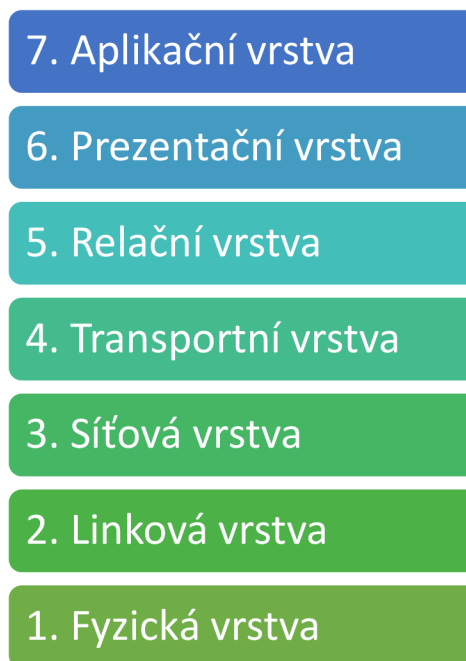 7. Aplikační vrstva
6. Prezentační vrstva
5. Relační vrstva
4. Transportní vrstva
3. Síťová vrstva
2. Linková vrstva
1. Fyzická vrstva